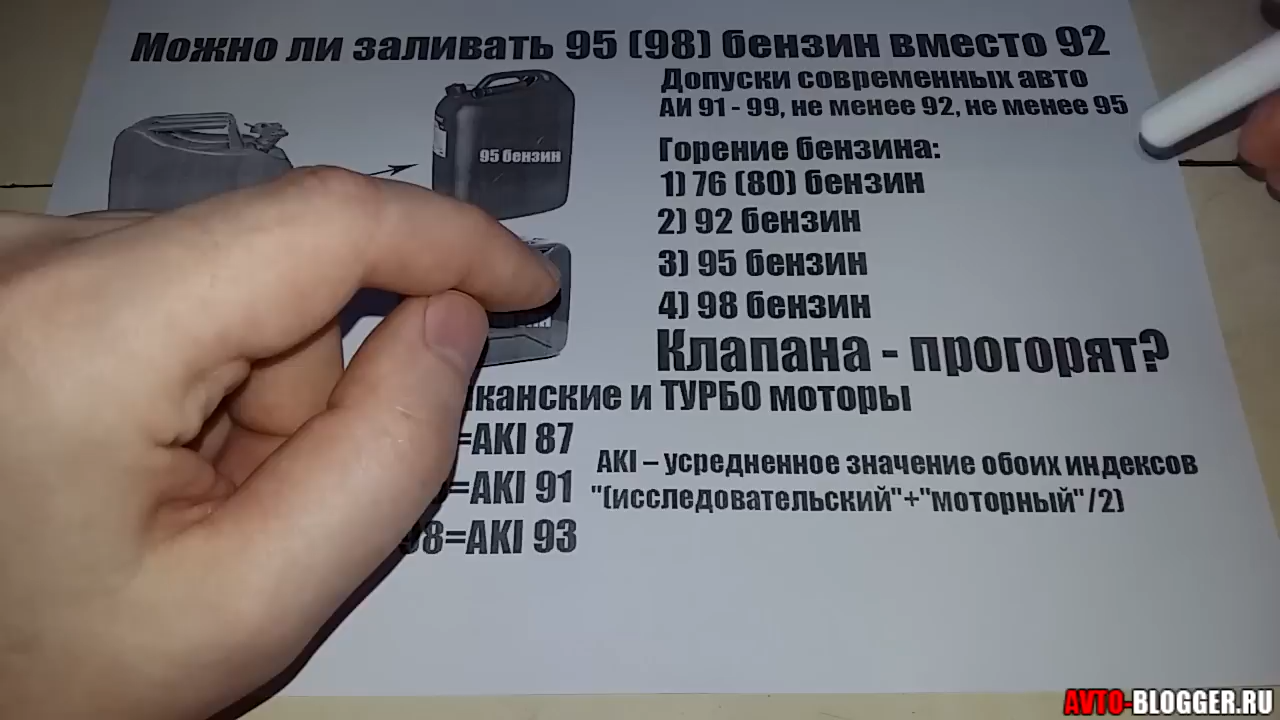 Можно ли заливать 95 (98) бензин вместо 92
Допуски современных авто
АИ 91 - 99, не менее 92, не менее 95
95 бензин
Горение бензина:
1) 76 (80) бензин
2) 92 бензин
3) 95 бензин
4) 98 бензин
Клапана - прогорят?
и ТУРБО моторы
=AKI 87
=AKI 91
98=AKI 93
AKI – усредненное значение обоих индексов
"(исследовательский"+"моторный"/2)
AVTO-BLOGGER.RU